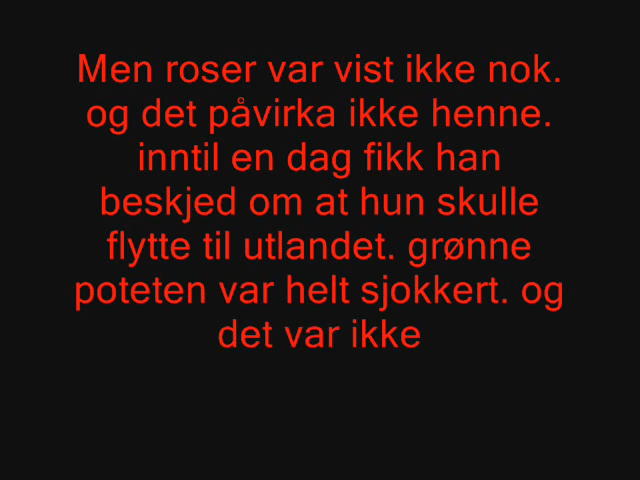 Men roser var vist ikke nok.
og det påvirka ikke henne.
inntil en dag fikk han
beskjed om at hun skulle
flytte til utlandet. grønne
poteten var helt sjokkert. og
det var ikke